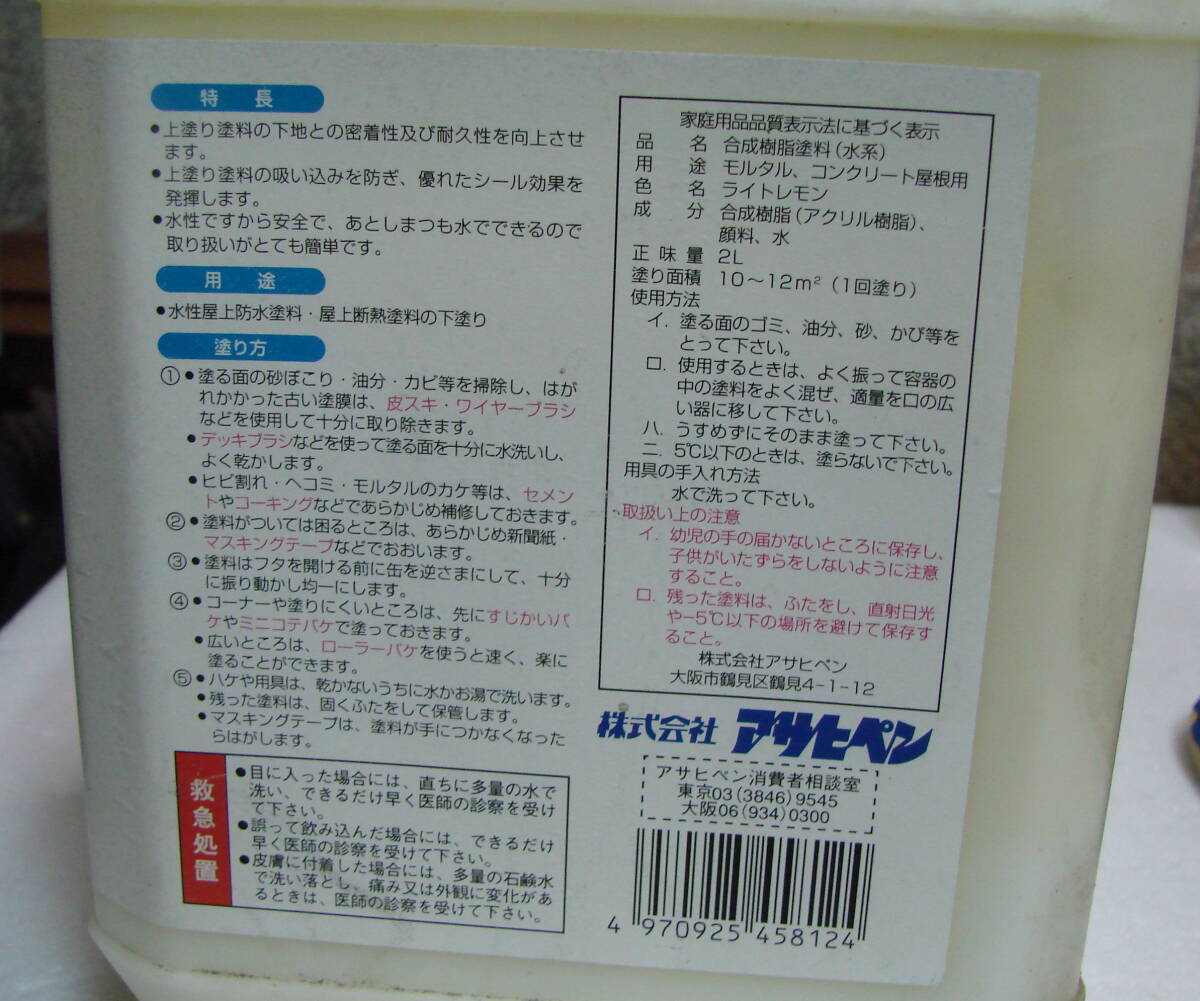 特長
●上塗り塗料の下地との密着性及び耐久性を向上させ
ます。
●上塗り塗料の吸い込みを防ぎ、優れたシール効果を
発揮します。
●水性ですから安全で、あとしまつも水でできるので
取り扱いがとても簡単です。
用途
●水性屋上防水塗料・屋上断熱塗料の下塗り
塗り方
①●塗る面の砂ぼこり・油分・カビ等を掃除し、はが
れかかった古い塗膜は、皮スキ・ワイヤーブラシ
などを使用して十分に取り除きます。
●デッキブラシなどを使って塗る面を十分に水洗いし、
よく乾かします。
●ヒビ割れ・ヘコミ・モルタルのカケ等は、セメン
トやコーキングなどであらかじめ補修しておきます。
②●塗料がついては困るところは、あらかじめ新聞紙・
マスキングテープなどでおおいます。
③●塗料はフタを開ける前に缶を逆さまにして、十分
に振り動かし均一にします。
④●コーナーや塗りにくいところは、先にすじかいバ
ケやミニコテバケで塗っておきます。
●広いところは、ローラーバケを使うと速く、楽に
塗ることができます。
⑤●ハケや用具は、乾かないうちに水かお湯で洗います。
●残った塗料は、固くふたをして保管します。
●マスキングテープは、塗料が手につかなくなった
らはがします。
救急処置
●目に入った場合には、直ちに多量の水で
洗い、できるだけ早く医師の診察を受け
て下さい。
●誤って飲み込んだ場合には、できるだけ
早く医師の診察を受けて下さい。
●皮膚に付着した場合には、多量の石鹸水
で洗い落とし、痛み又は外観に変化があ
るときは、医師の診察を受けて下さい。
家庭用品品質表示法に基づく表示
品名 合成樹脂塗料(水系)
用途 モルタル、コンクリート屋根用
色名 ライトレモン
成分 合成樹脂(アクリル樹脂)、
顔料、水
正味量 2L
塗り面積 10〜12m²(1回塗り)
使用方法
イ. 塗る面のゴミ、油分、砂、かび等を
とって下さい。
ロ. 使用するときは、よく振って容器の
中の塗料をよく混ぜ、適量を口の広
い器に移して下さい。
ハ. うすめずにそのまま塗って下さい。
ニ. 5℃以下のときは、塗らないで下さい。
用具の手入れ方法
水で洗って下さい。
取扱い上の注意
イ. 幼児の手の届かないところに保存し、
子供がいたずらをしないように注意
すること。
ロ. 残った塗料は、ふたをし、直射日光
や-5℃以下の場所を避けて保存す
ること。
株式会社アサヒペン
大阪市鶴見区鶴見4-1-12
株式会社 アサヒペン
アサヒペン消費者相談室
東京03(3846)9545
大阪06(934)0300
4 970925 458124